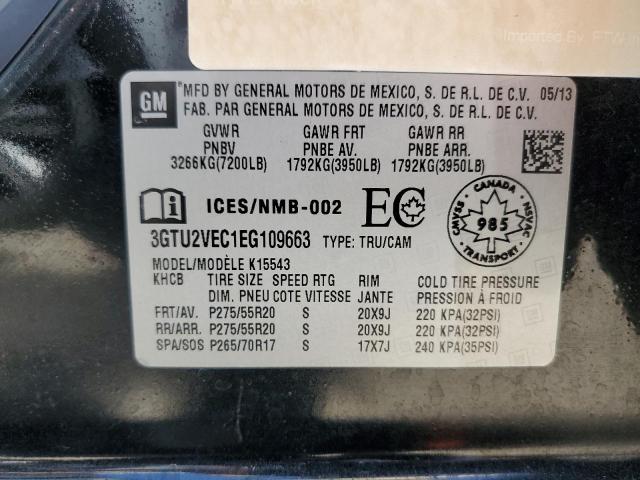 Imported By : FTW In
GM
MFD BY GENERAL MOTORS DE MEXICO, S. DE R.L. DE C.V. 05/13
FAB. PAR GENERAL MOTORS DE MEXICO, S. DE R.L. DE C.V.
GVWR GAWR FRT GAWR RR
PNBV PNBE AV. PNBE ARR.
3266KG(7200LB) 1792KG(3950LB) 1792KG(3950LB)
i ICES/NMB-002 EC
CANADA
CMVSS 985 NSVAC
TRANSPORT
3GTU2VEC1EG109663 TYPE: TRU/CAM
MODEL/MODÈLE K15543
KHCB TIRE SIZE SPEED RTG RIM COLD TIRE PRESSURE
DIM. PNEU COTE VITESSE JANTE PRESSION À FROID
FRT/AV. P275/55R20 S 20X9J 220 KPA(32PSI)
RR/ARR. P275/55R20 S 20X9J 220 KPA(32PSI)
SPA/SOS P265/70R17 S 17X7J 240 KPA(35PSI)